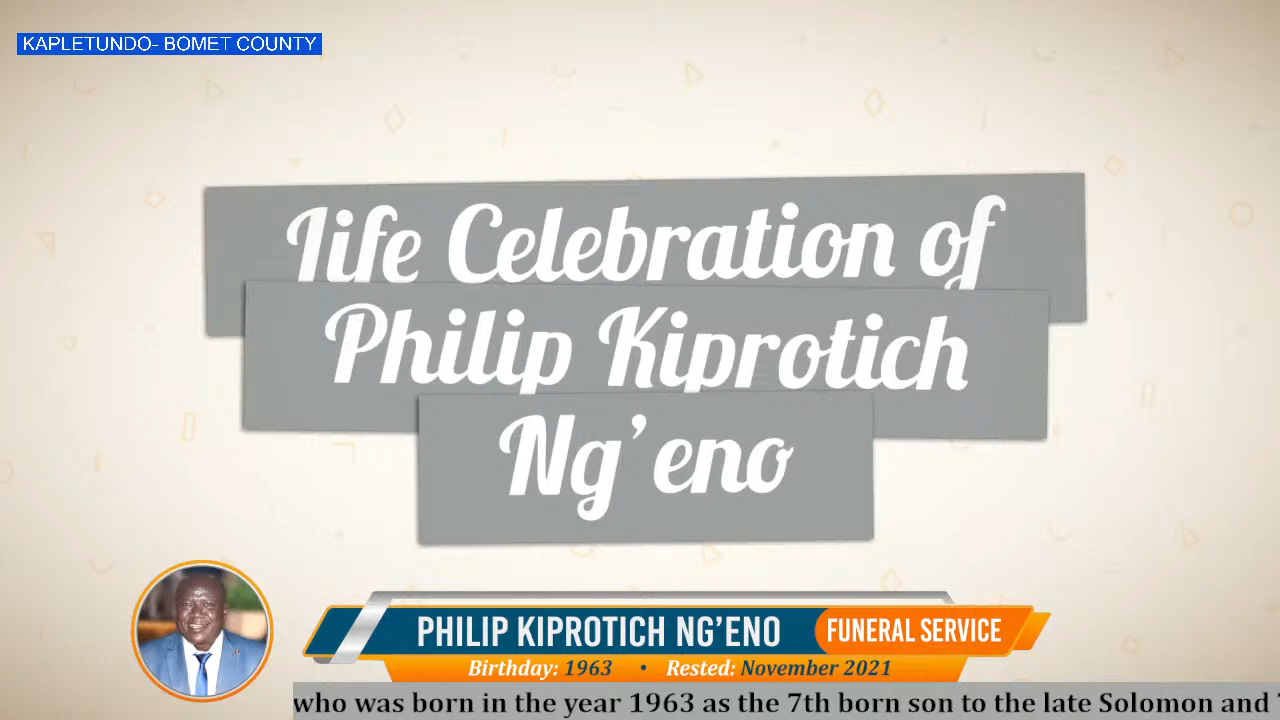 KAPLETUNDO- BOMET COUNTY
life Celebration of
Philip Kiprotich
Ng'eno
PHILIP KIPROTICH NG'ENO FUNERAL SERVICE
Birthday: 1963 • Rested: November 2021
who was born in the year 1963 as the 7th born son to the late Solomon and